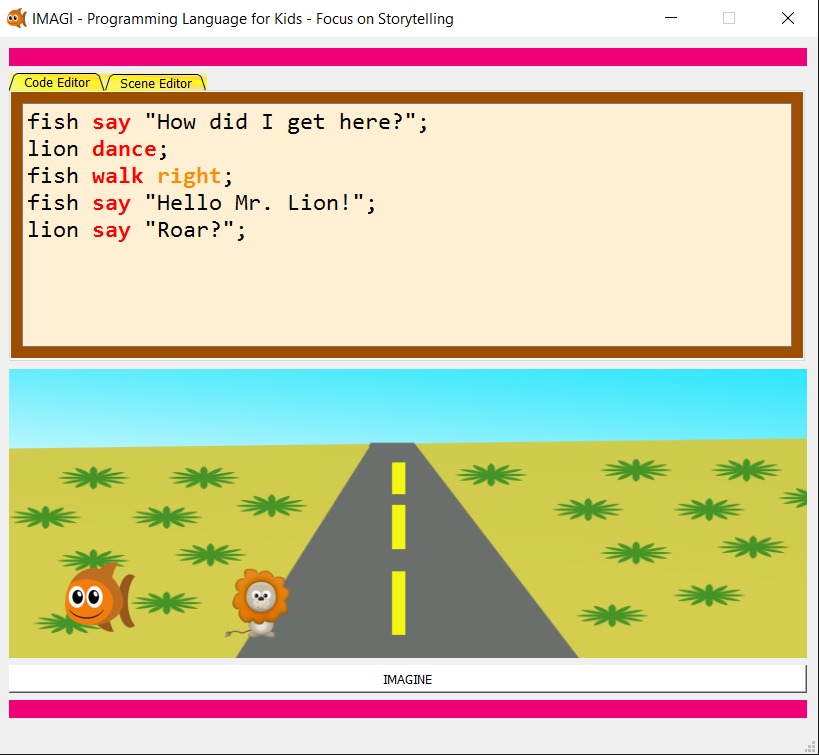 IMAGI - Programming Language for Kids - Focus on Storytelling
Code Editor Scene Editor
fish say "How did I get here?";
lion dance;
fish walk right;
fish say "Hello Mr. Lion!";
lion say "Roar?";
IMAGINE